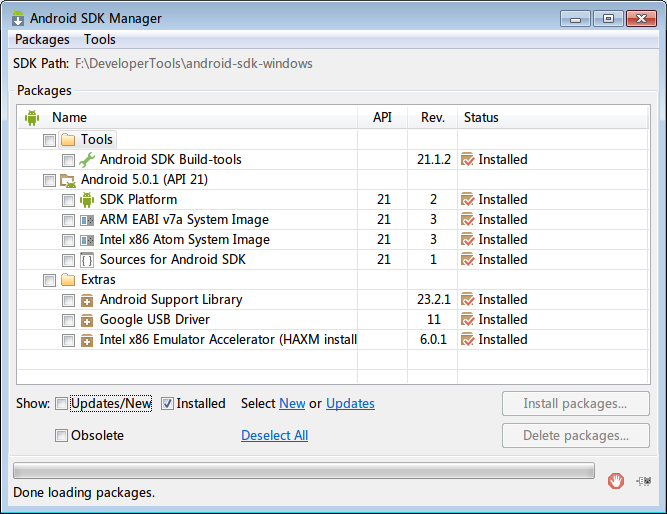 Android SDK Manager
Packages Tools
SDK Path: F:\DeveloperTools\android-sdk-windows
Packages
Name API Rev. Status
Tools
Android SDK Build-tools 21.1.2 Installed
Android 5.0.1 (API 21)
SDK Platform 21 2 Installed
ARM EABI v7a System Image 21 3 Installed
Intel x86 Atom System Image 21 3 Installed
Sources for Android SDK 21 1 Installed
Extras
Android Support Library 23.2.1 Installed
Google USB Driver 11 Installed
Intel x86 Emulator Accelerator (HAXM install 6.0.1 Installed
Show: Updates/New Installed Select New or Updates Install packages...
Obsolete Deselect All Delete packages...
Done loading packages.